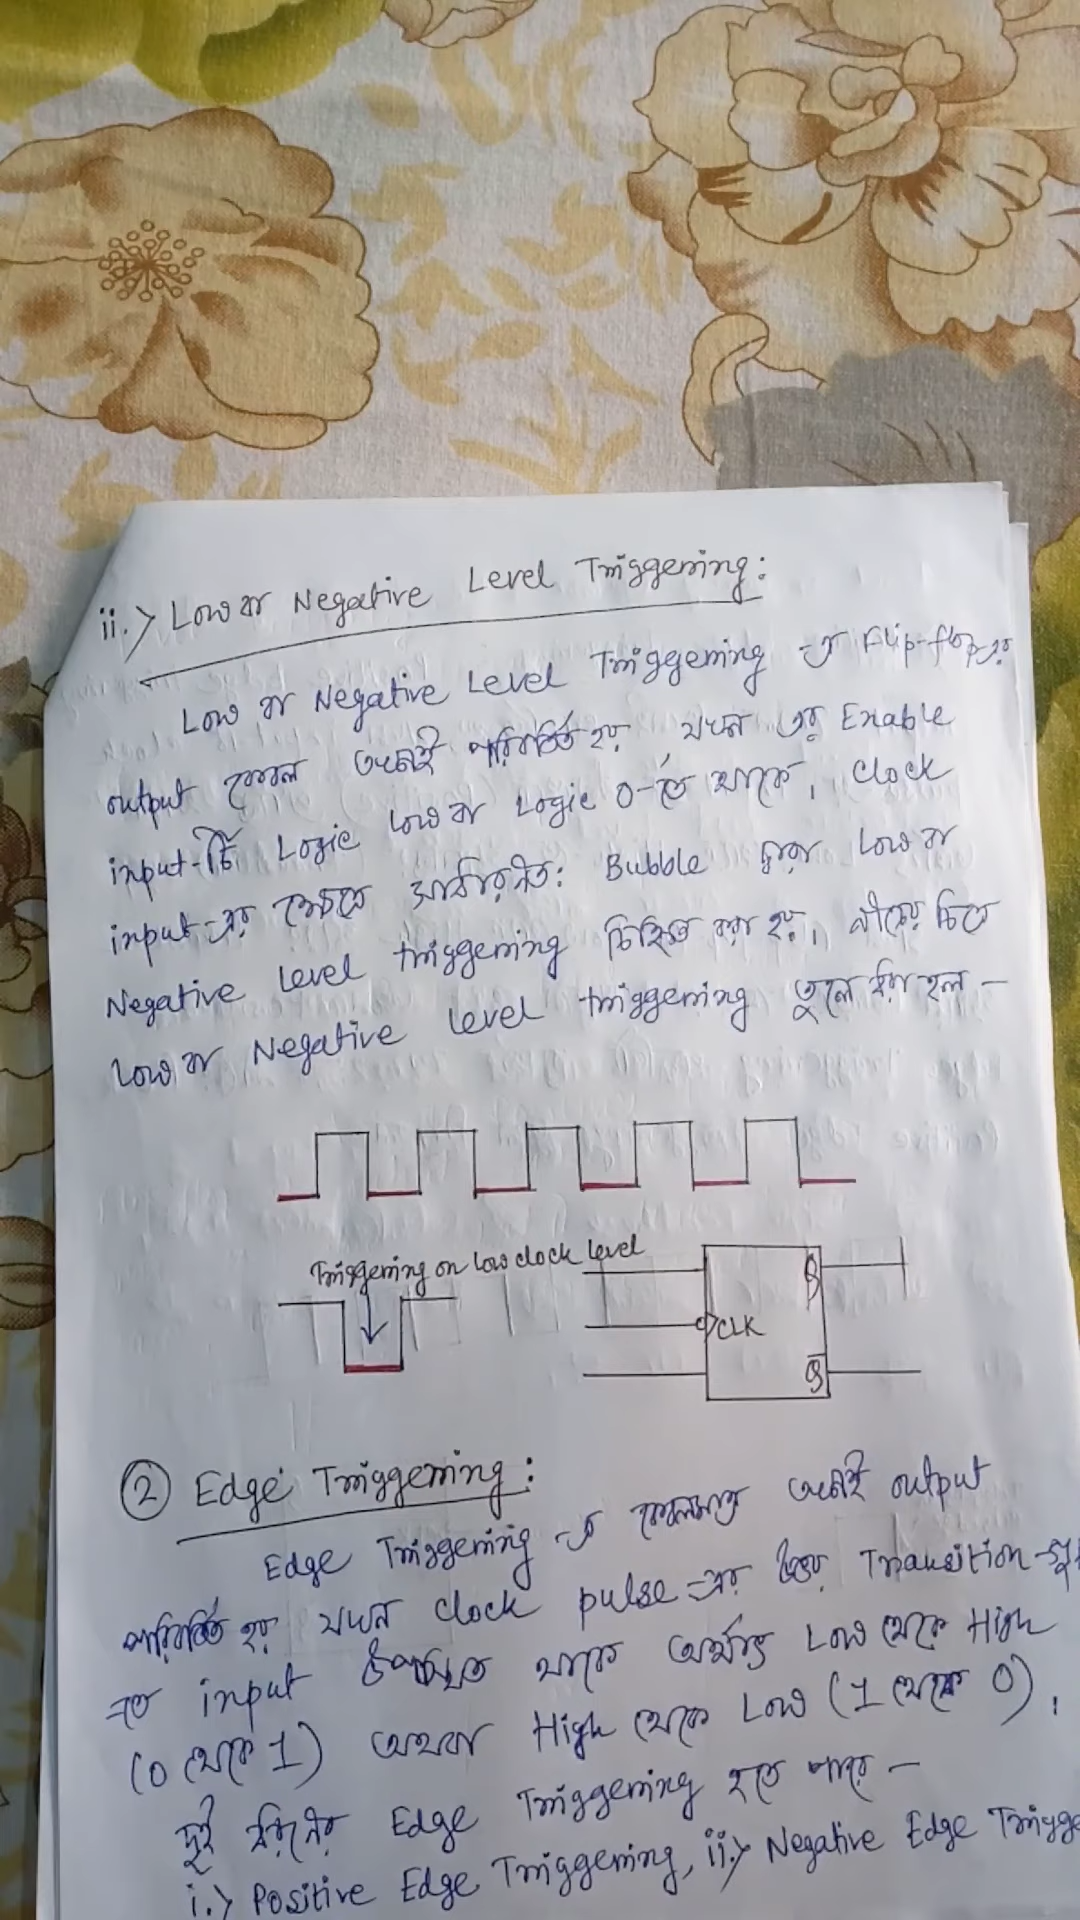 ii.> Low বা Negative Level Triggering:
Low বা Negative Level Triggering -এ Flip-flop-এর
output কেবল তখনই পরিবর্তিত হয় যখন এর Enable
input-টি Logic low বা Logic 0-তে থাকে। Clock
input-এর ক্ষেত্রে সাধারণত: Bubble দ্বারা Low বা
Negative Level triggering চিহ্নিত করা হয়। নীচের চিত্রে
Low বা Negative Level triggering তুলে ধরা হল –
Triggering on low clock level
Q
CLK
Q̅
② Edge Triggering:
Edge Triggering -এ কেবলমাত্র তখনই output
পরিবর্তিত হয় যখন Clock pulse-এর Transition-
এতে input উপস্থিত থাকে অর্থাৎ Low থেকে High
(0 থেকে 1) অথবা High থেকে Low (1 থেকে 0)।
দুই ধরনের Edge Triggering হতে পারে –
i.> Positive Edge Triggering, ii.> Negative Edge Trigge